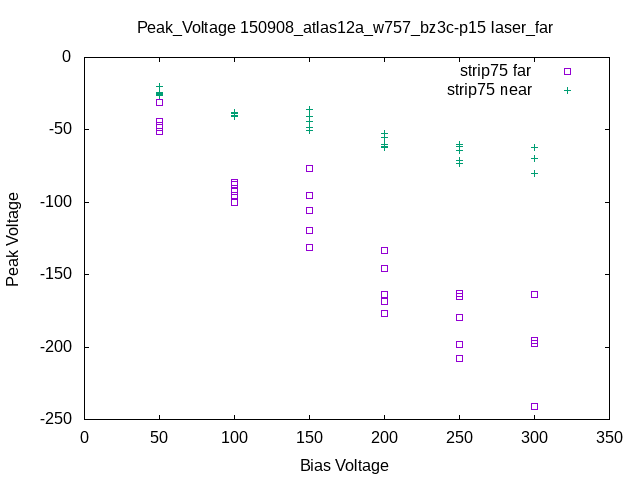 Peak_Voltage 150908_atlas12a_w757_bz3c-p15 laser_far
strip75 far
strip75 near
Peak Voltage
0
-50
-100
-150
-200
-250
0 50 100 150 200 250 300 350
Bias Voltage